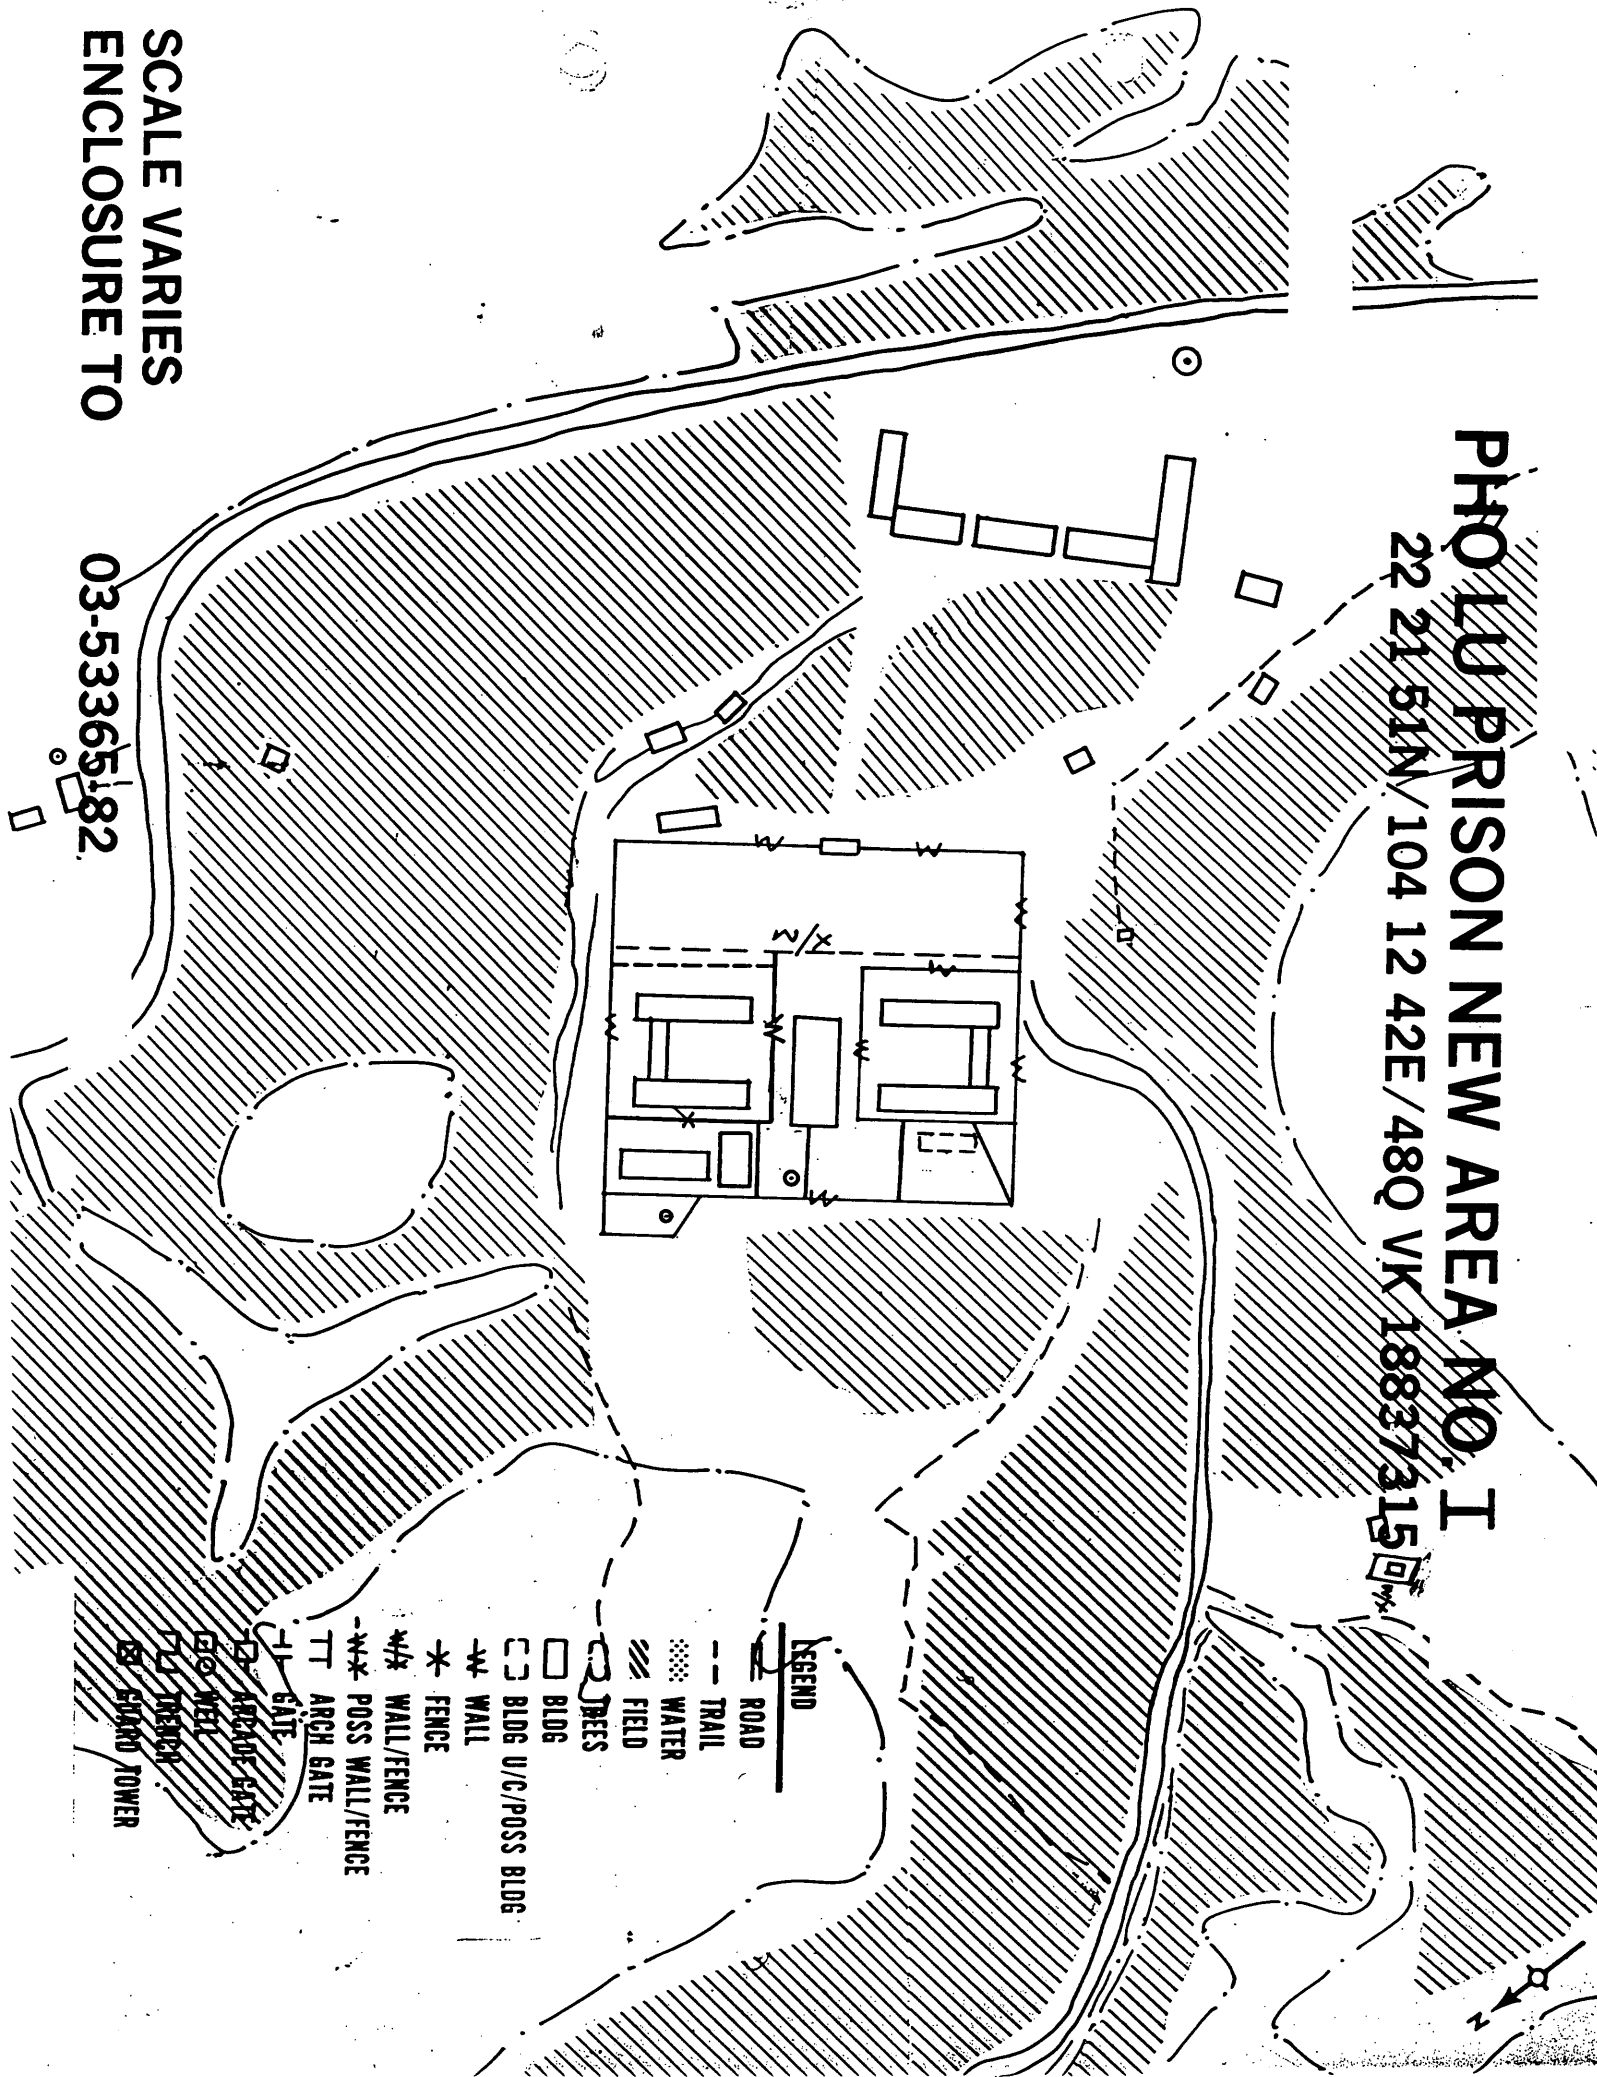 PHO LU PRISON NEW AREA NO. I
22 21 51N/104 12 42E/48Q VK 18837315
W/X
X/W
N
LEGEND
ROAD
TRAIL
WATER
FIELD
TREES
BLDG
BLDG U/C/POSS BLDG
WALL
FENCE
WALL/FENCE
POSS WALL/FENCE
ARCH GATE
GATE
ARCADE GATE
WELL
TRENCH
GUARD TOWER
SCALE VARIES
ENCLOSURE TO 03-53365-82